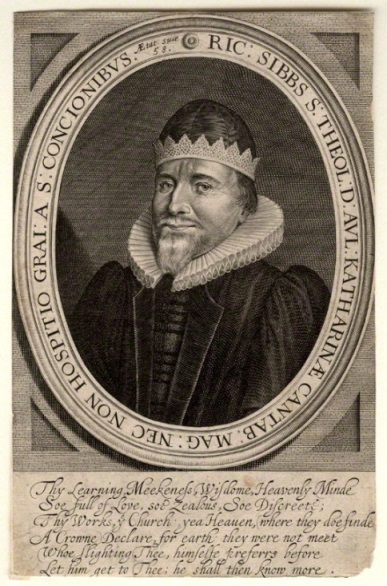 Ætat: suæ 58.
RIC: SIBBS S: THEOL: D: AVL: KATHARINÆ CANTAB: MAG: NEC NON HOSPITIO GRAI: A S: CONCIONIBVS:
Thy Learning, Meekeness, Wisdome, Heavenly Minde
Soe full of Love, soe Zealous, Soe Discreete;
Thy Works, ye Church yea Heauen, where they doe finde
A Crowne Declare, for earth they were not meet
Whoe slighting Thee, himselfe preferrs before
Let him get to Thee: he shall then know more.